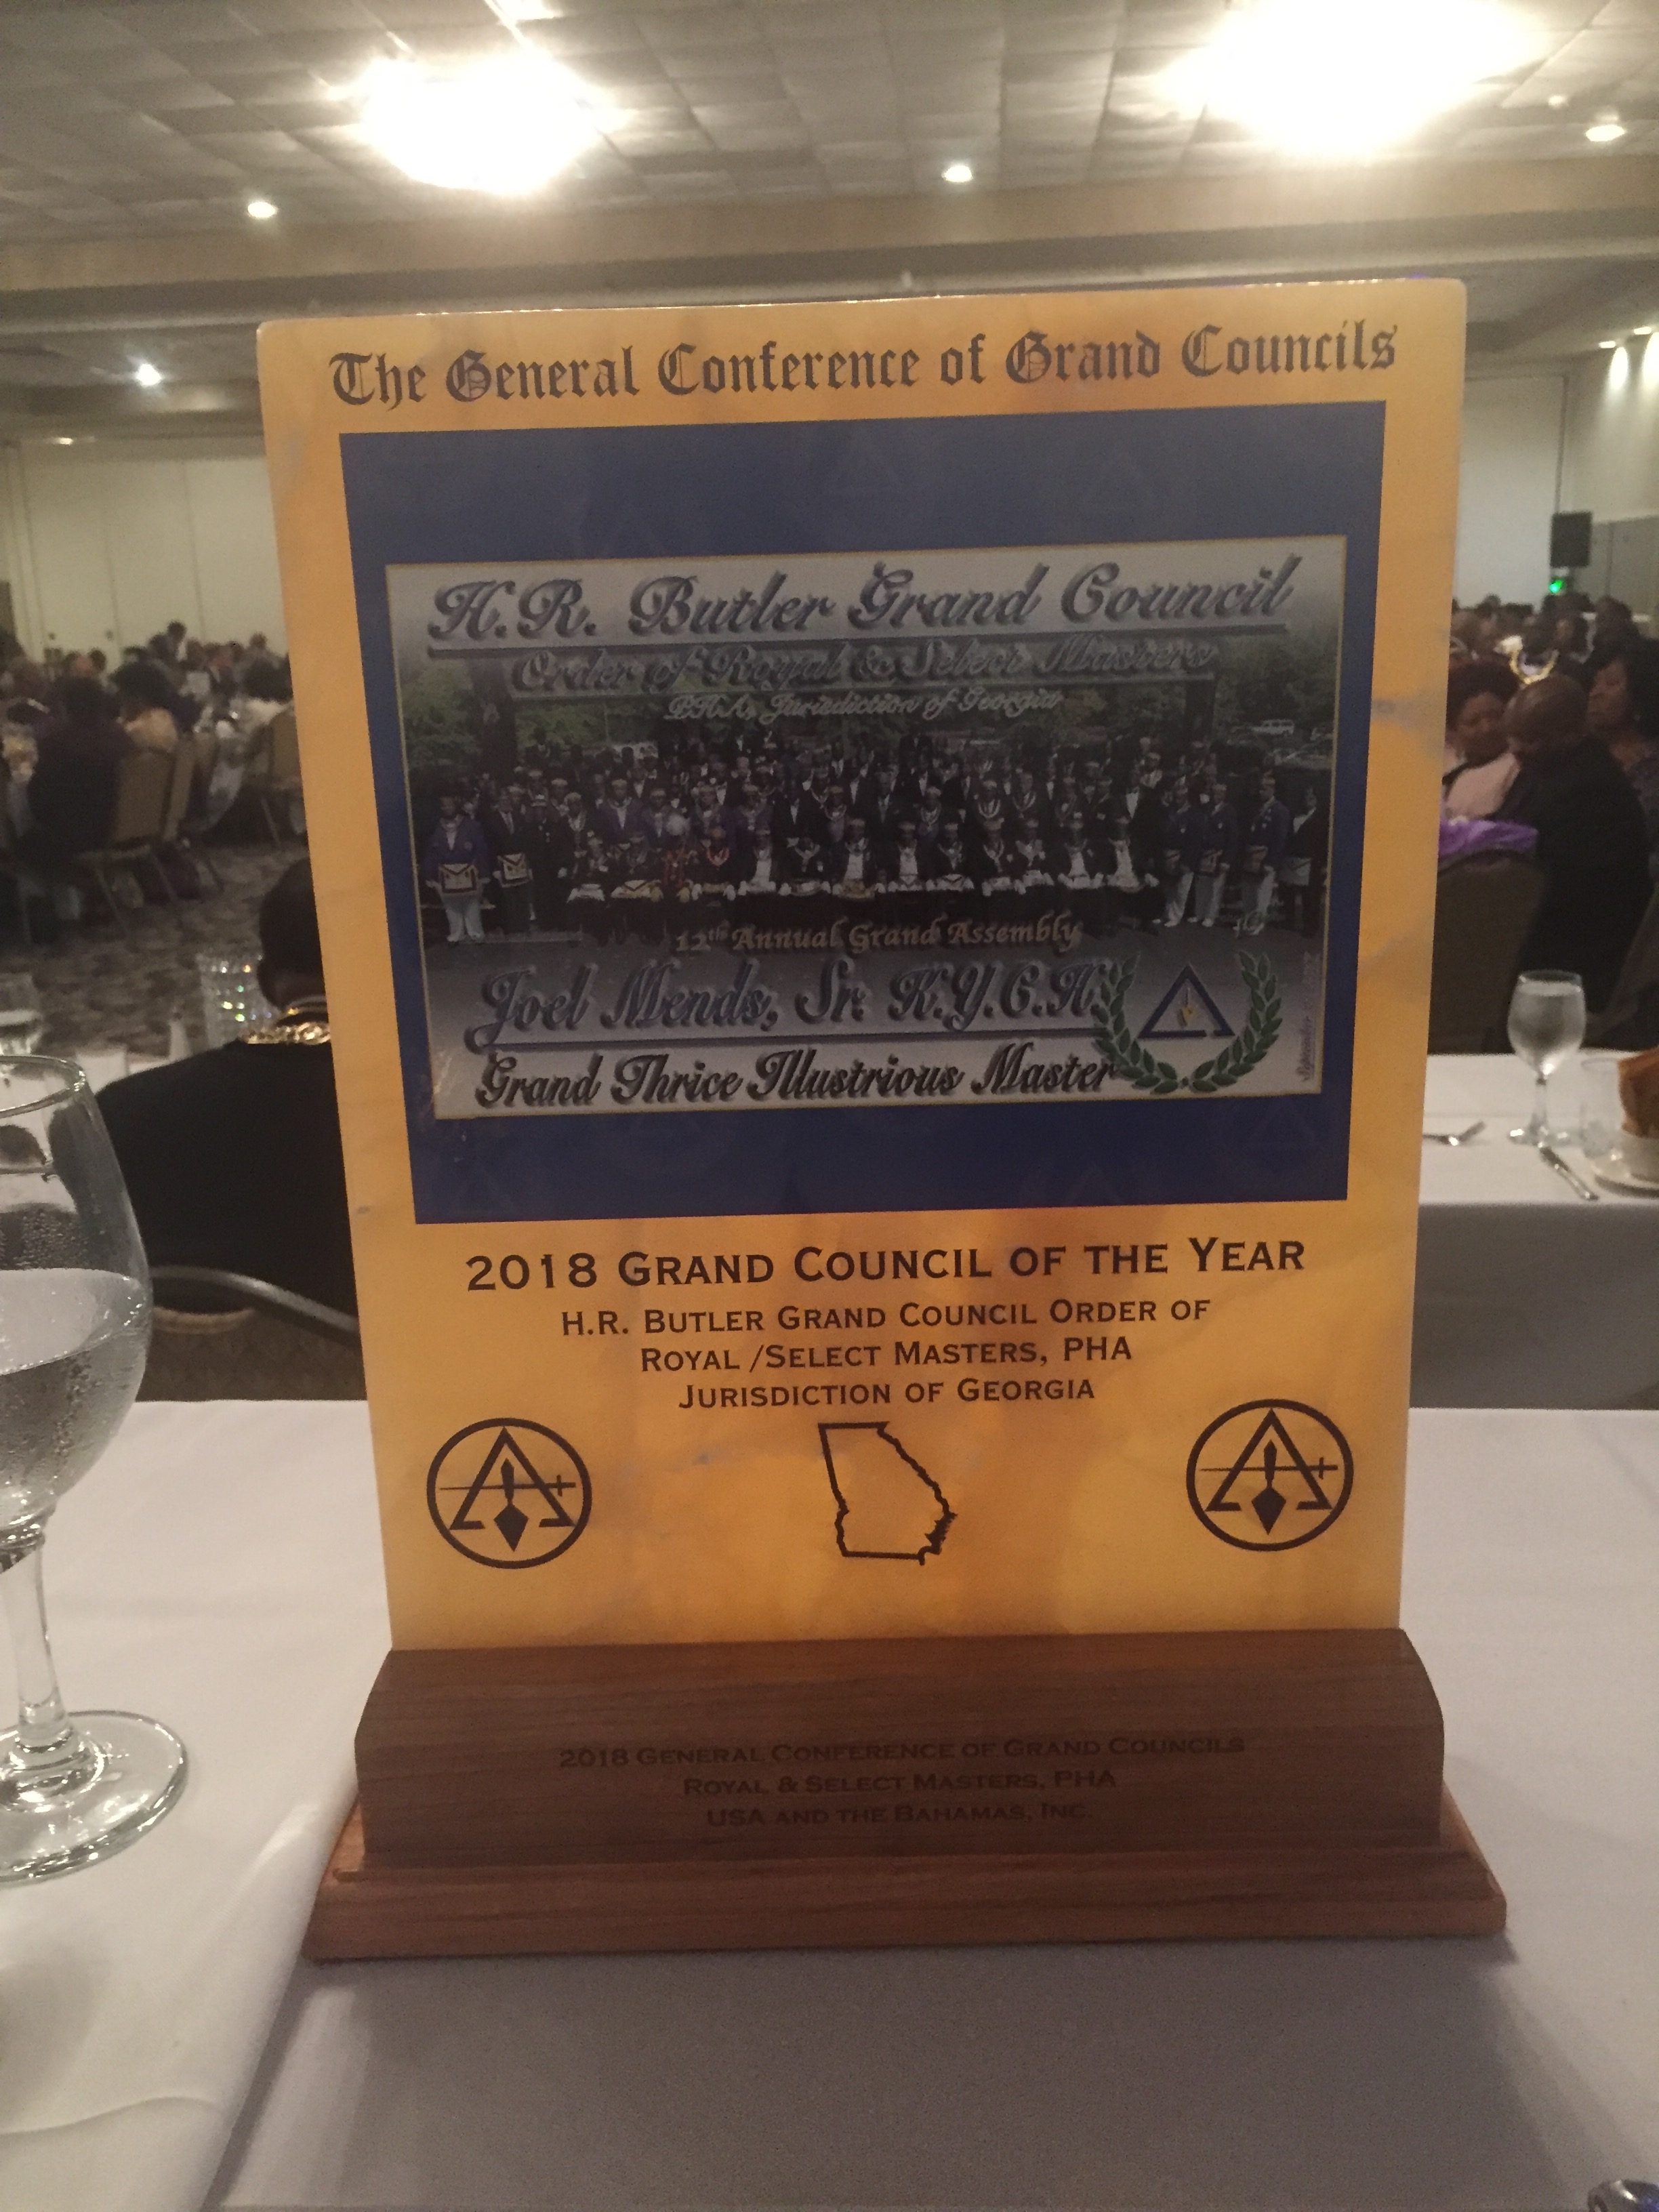 The General Conference of Grand Councils
H.R. Butler Grand Council
Order of Royal & Select Masters
P.H.A. Jurisdiction of Georgia
12th Annual Grand Assembly
Joel Mends, Sr. K.Y.C.H.
Grand Thrice Illustrious Master
2018 GRAND COUNCIL OF THE YEAR
H.R. BUTLER GRAND COUNCIL ORDER OF
ROYAL /SELECT MASTERS, PHA
JURISDICTION OF GEORGIA
2018 GENERAL CONFERENCE OF GRAND COUNCILS
ROYAL & SELECT MASTERS, PHA
USA AND THE BAHAMAS, INC.